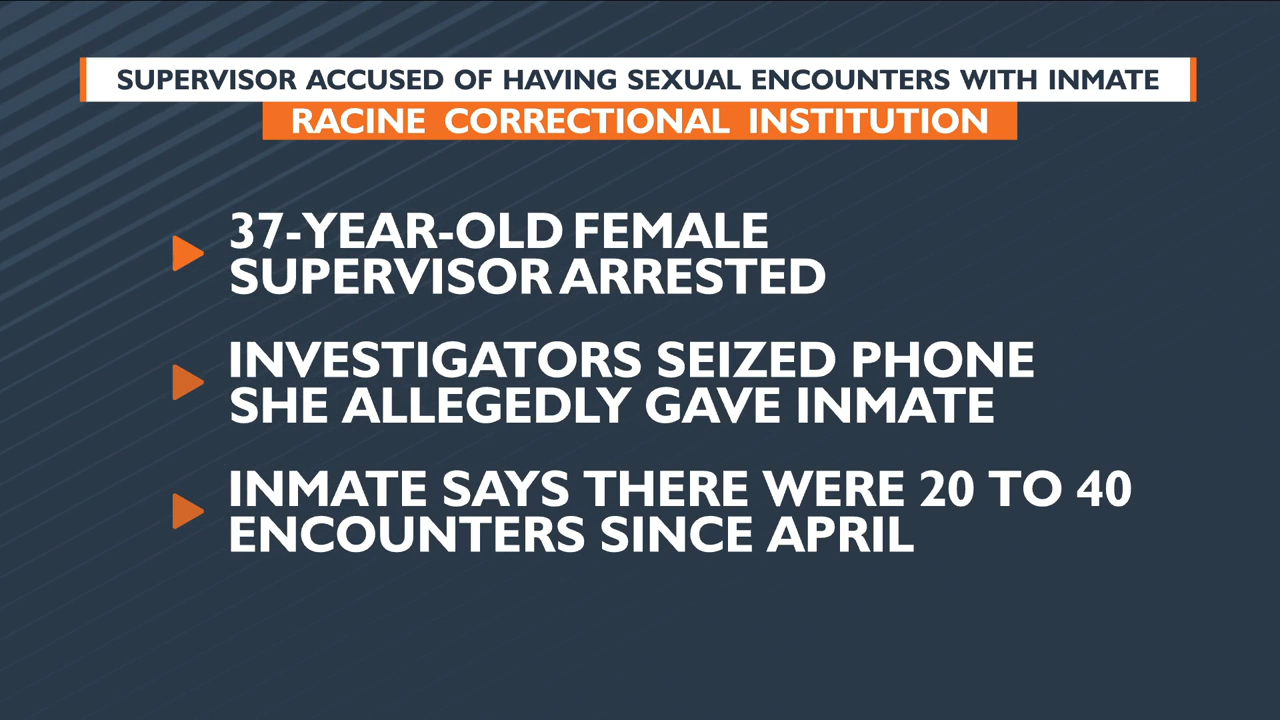 SUPERVISOR ACCUSED OF HAVING SEXUAL ENCOUNTERS WITH INMATE
RACINE CORRECTIONAL INSTITUTION
37-YEAR-OLD FEMALE
SUPERVISOR ARRESTED
INVESTIGATORS SEIZED PHONE
SHE ALLEGEDLY GAVE INMATE
INMATE SAYS THERE WERE 20 TO 40
ENCOUNTERS SINCE APRIL